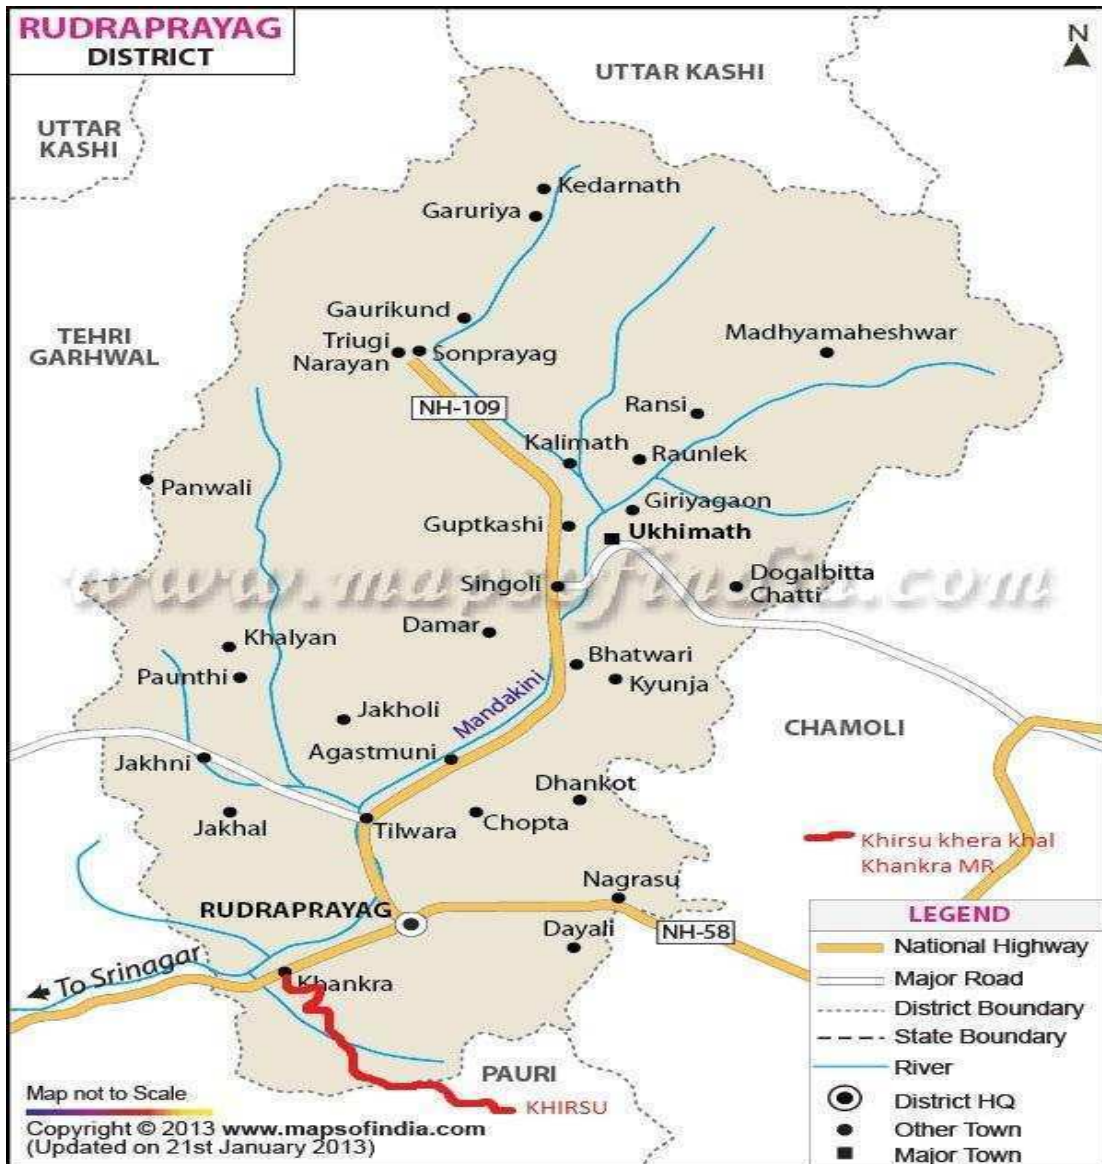 RUDRAPRAYAG
DISTRICT
N
UTTAR KASHI
UTTAR
KASHI
Kedarnath
Garuriya
Gaurikund
TEHRI
GARHWAL
Triugi
Narayan
Sonprayag
Madhyamaheshwar
NH-109
Ransi
Kalimath
Raunlek
Panwali
Giriyagaon
Guptkashi
Ukhimath
www.mapsofindia.com
Singoli
Dogalbitta
Chatti
Damar
Khalyan
Bhatwari
Paunthi
Kyunja
Mandakini
Jakholi
CHAMOLI
Agastmuni
Jakhni
Dhankot
Jakhal
Tilwara
Chopta
Khirsu khera khal
Khankra MR
Nagrasu
RUDRAPRAYAG
Dayali
NH-58
To Srinagar
Khankra
PAURI
KHIRSU
LEGEND
National Highway
Major Road
District Boundary
State Boundary
River
District HQ
Other Town
Major Town
Map not to Scale
Copyright © 2013 www.mapsofindia.com
(Updated on 21st January 2013)